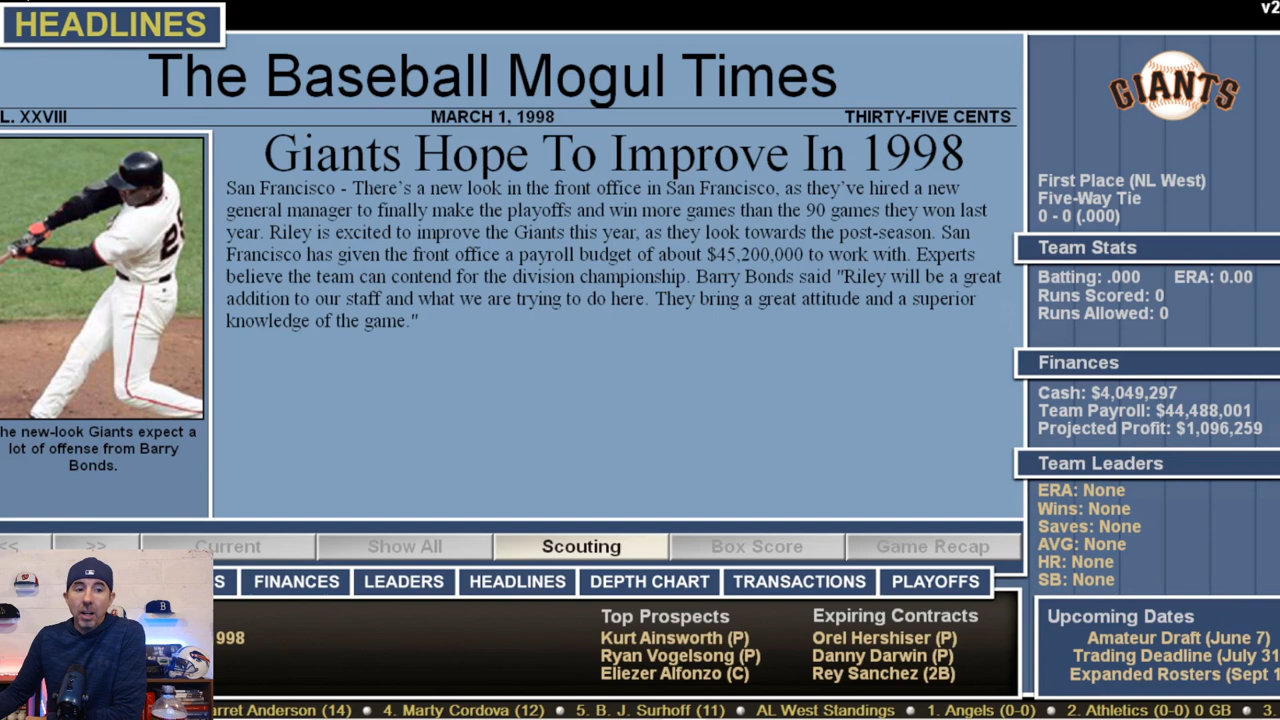 HEADLINES
v2
The Baseball Mogul Times
L. XXVIII
MARCH 1, 1998
THIRTY-FIVE CENTS
Giants Hope To Improve In 1998
San Francisco - There's a new look in the front office in San Francisco, as they've hired a new
general manager to finally make the playoffs and win more games than the 90 games they won last
year. Riley is excited to improve the Giants this year, as they look towards the post-season. San
Francisco has given the front office a payroll budget of about $45,200,000 to work with. Experts
believe the team can contend for the division championship. Barry Bonds said "Riley will be a great
addition to our staff and what we are trying to do here. They bring a great attitude and a superior
knowledge of the game."
he new-look Giants expect a
lot of offense from Barry
Bonds.
GIANTS
First Place (NL West)
Five-Way Tie
0 - 0 (.000)
Team Stats
Batting: .000 ERA: 0.00
Runs Scored: 0
Runs Allowed: 0
Finances
Cash: $4,049,297
Team Payroll: $44,488,001
Projected Profit: $1,096,259
Team Leaders
ERA: None
Wins: None
Saves: None
AVG: None
HR: None
SB: None
<< >> Current Show All Scouting Box Score Game Recap
S FINANCES LEADERS HEADLINES DEPTH CHART TRANSACTIONS PLAYOFFS
998
Top Prospects
Kurt Ainsworth (P)
Ryan Vogelsong (P)
Eliezer Alfonzo (C)
Expiring Contracts
Orel Hershiser (P)
Danny Darwin (P)
Rey Sanchez (2B)
Upcoming Dates
Amateur Draft (June 7)
Trading Deadline (July 31
Expanded Rosters (Sept 1
rret Anderson (14) • 4. Marty Cordova (12) • 5. B. J. Surhoff (11) • AL West Standings • 1. Angels (0-0) • 2. Athletics (0-0) 0 GB • 3.